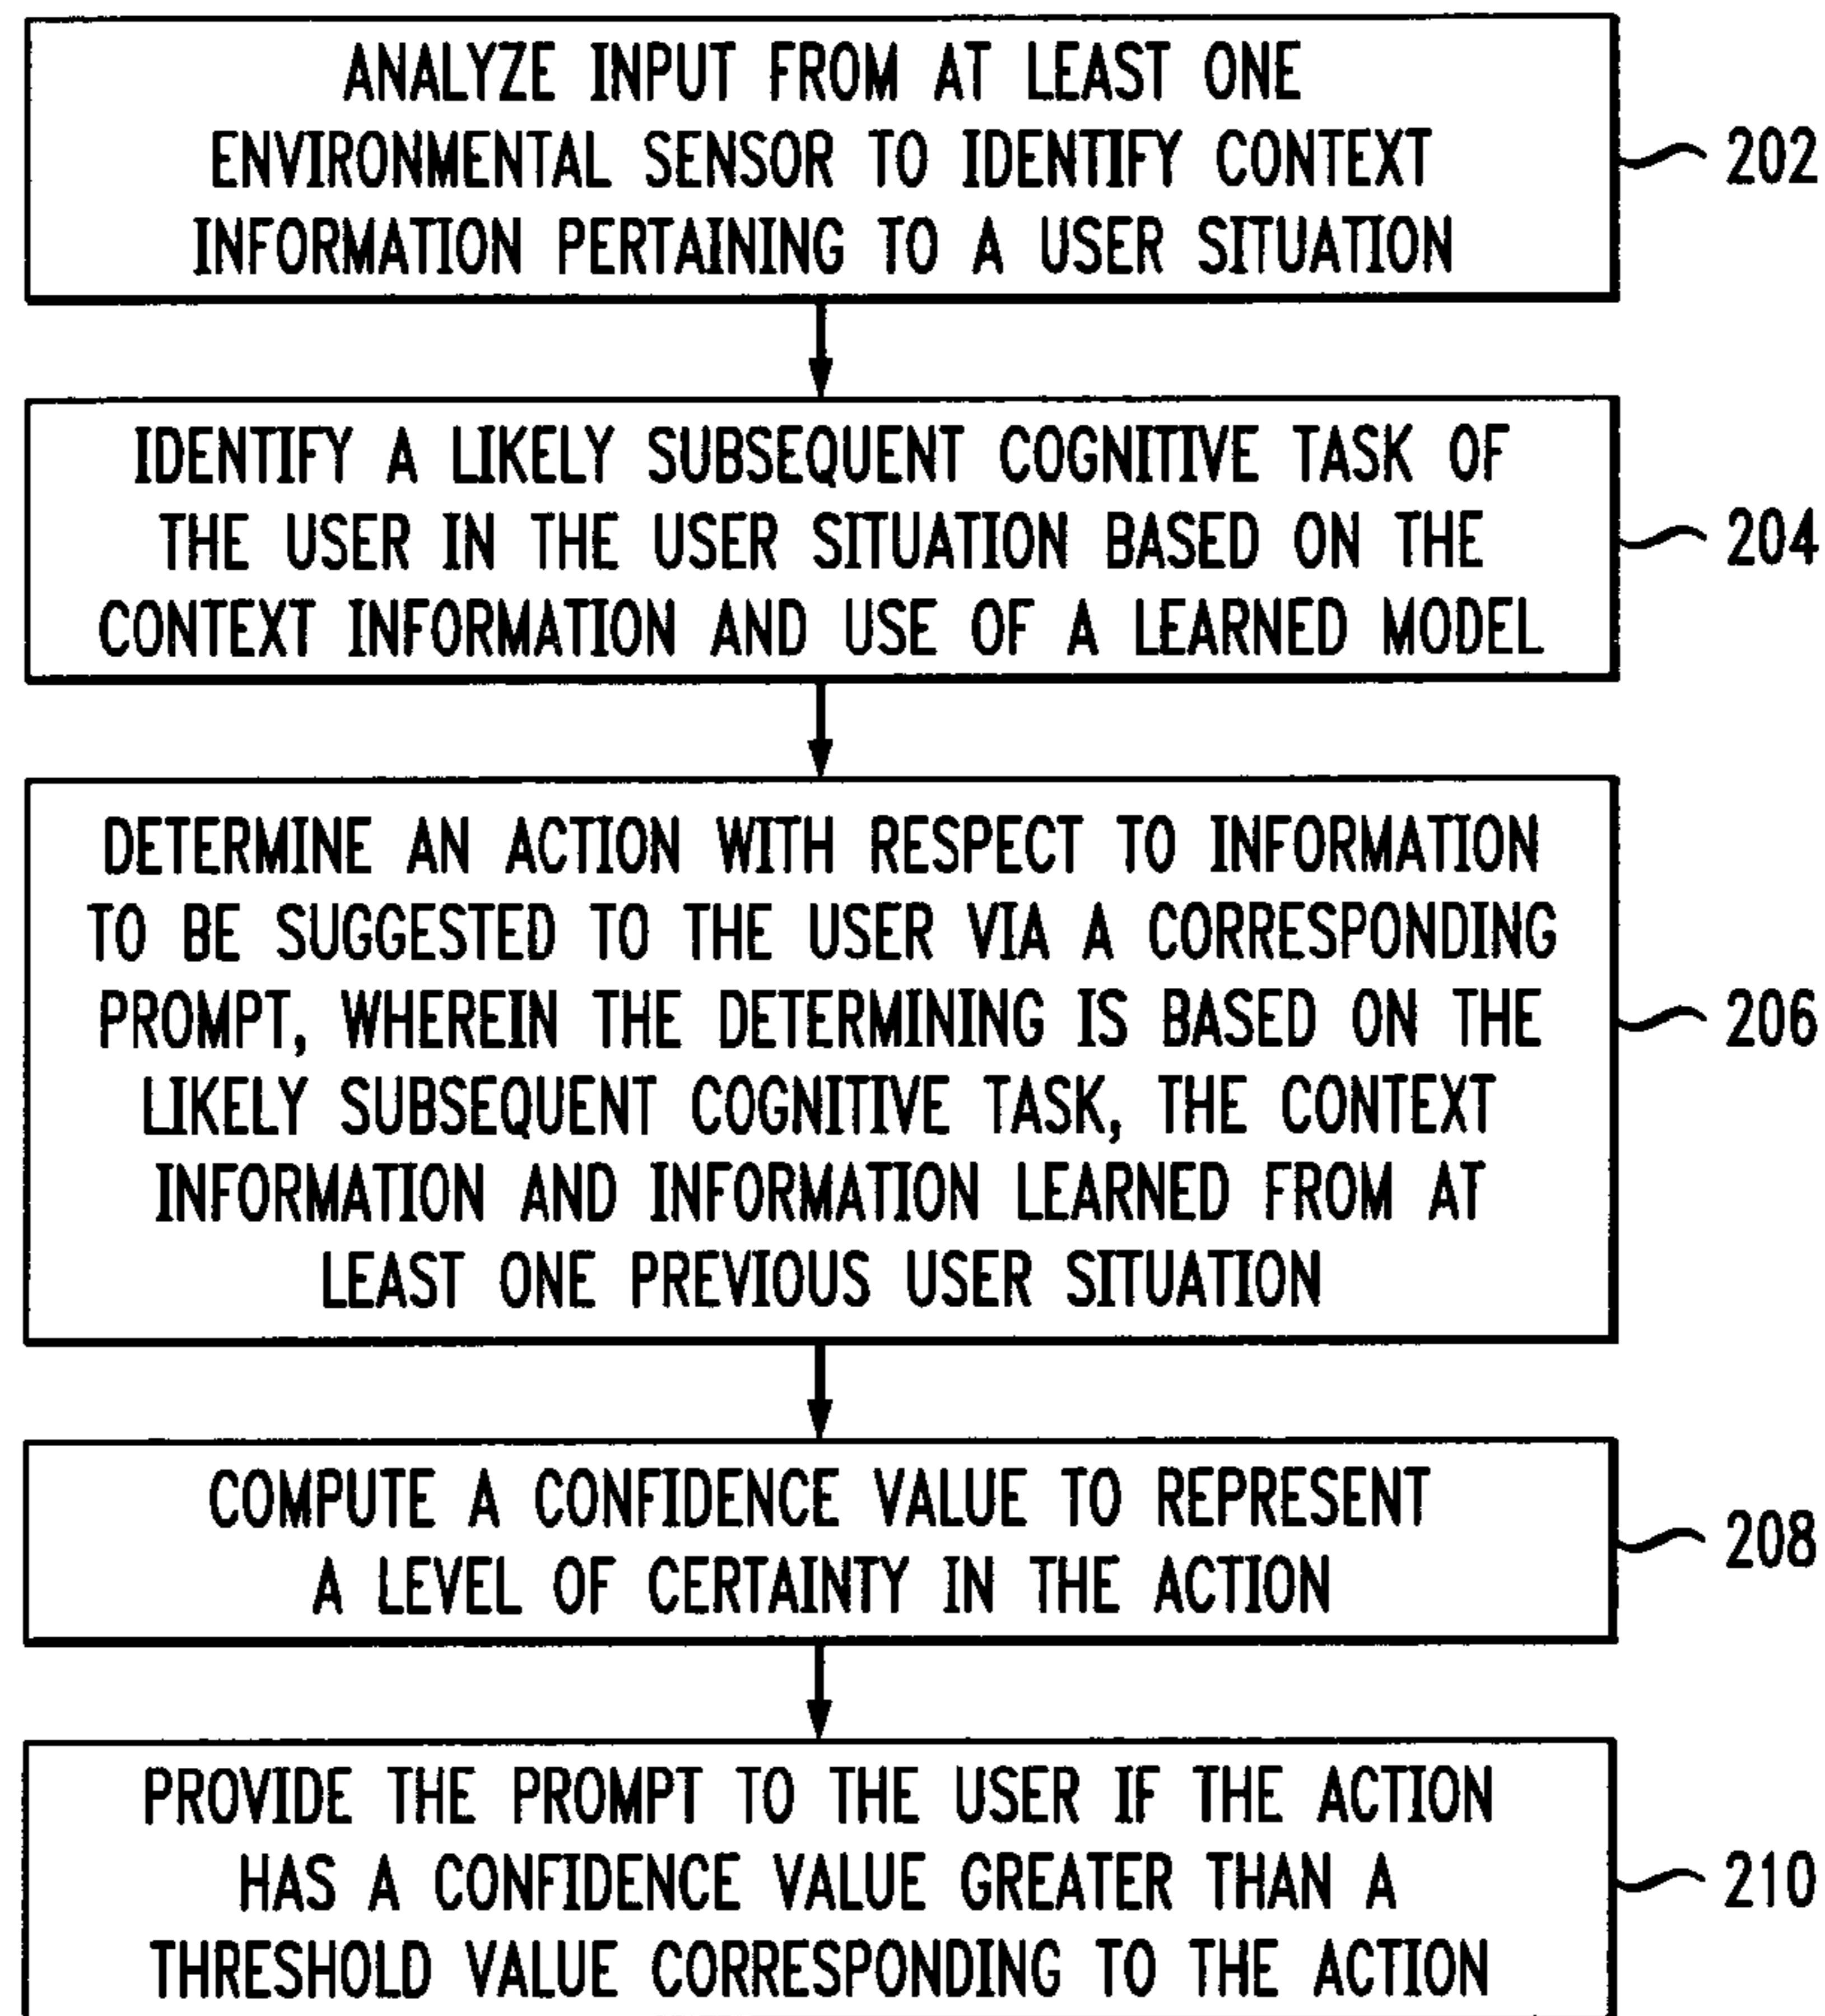 ANALYZE INPUT FROM AT LEAST ONE
ENVIRONMENTAL SENSOR TO IDENTIFY CONTEXT
INFORMATION PERTAINING TO A USER SITUATION
202
IDENTIFY A LIKELY SUBSEQUENT COGNITIVE TASK OF
THE USER IN THE USER SITUATION BASED ON THE
CONTEXT INFORMATION AND USE OF A LEARNED MODEL
204
DETERMINE AN ACTION WITH RESPECT TO INFORMATION
TO BE SUGGESTED TO THE USER VIA A CORRESPONDING
PROMPT, WHEREIN THE DETERMINING IS BASED ON THE
LIKELY SUBSEQUENT COGNITIVE TASK, THE CONTEXT
INFORMATION AND INFORMATION LEARNED FROM AT
LEAST ONE PREVIOUS USER SITUATION
206
COMPUTE A CONFIDENCE VALUE TO REPRESENT
A LEVEL OF CERTAINTY IN THE ACTION
208
PROVIDE THE PROMPT TO THE USER IF THE ACTION
HAS A CONFIDENCE VALUE GREATER THAN A
THRESHOLD VALUE CORRESPONDING TO THE ACTION
210